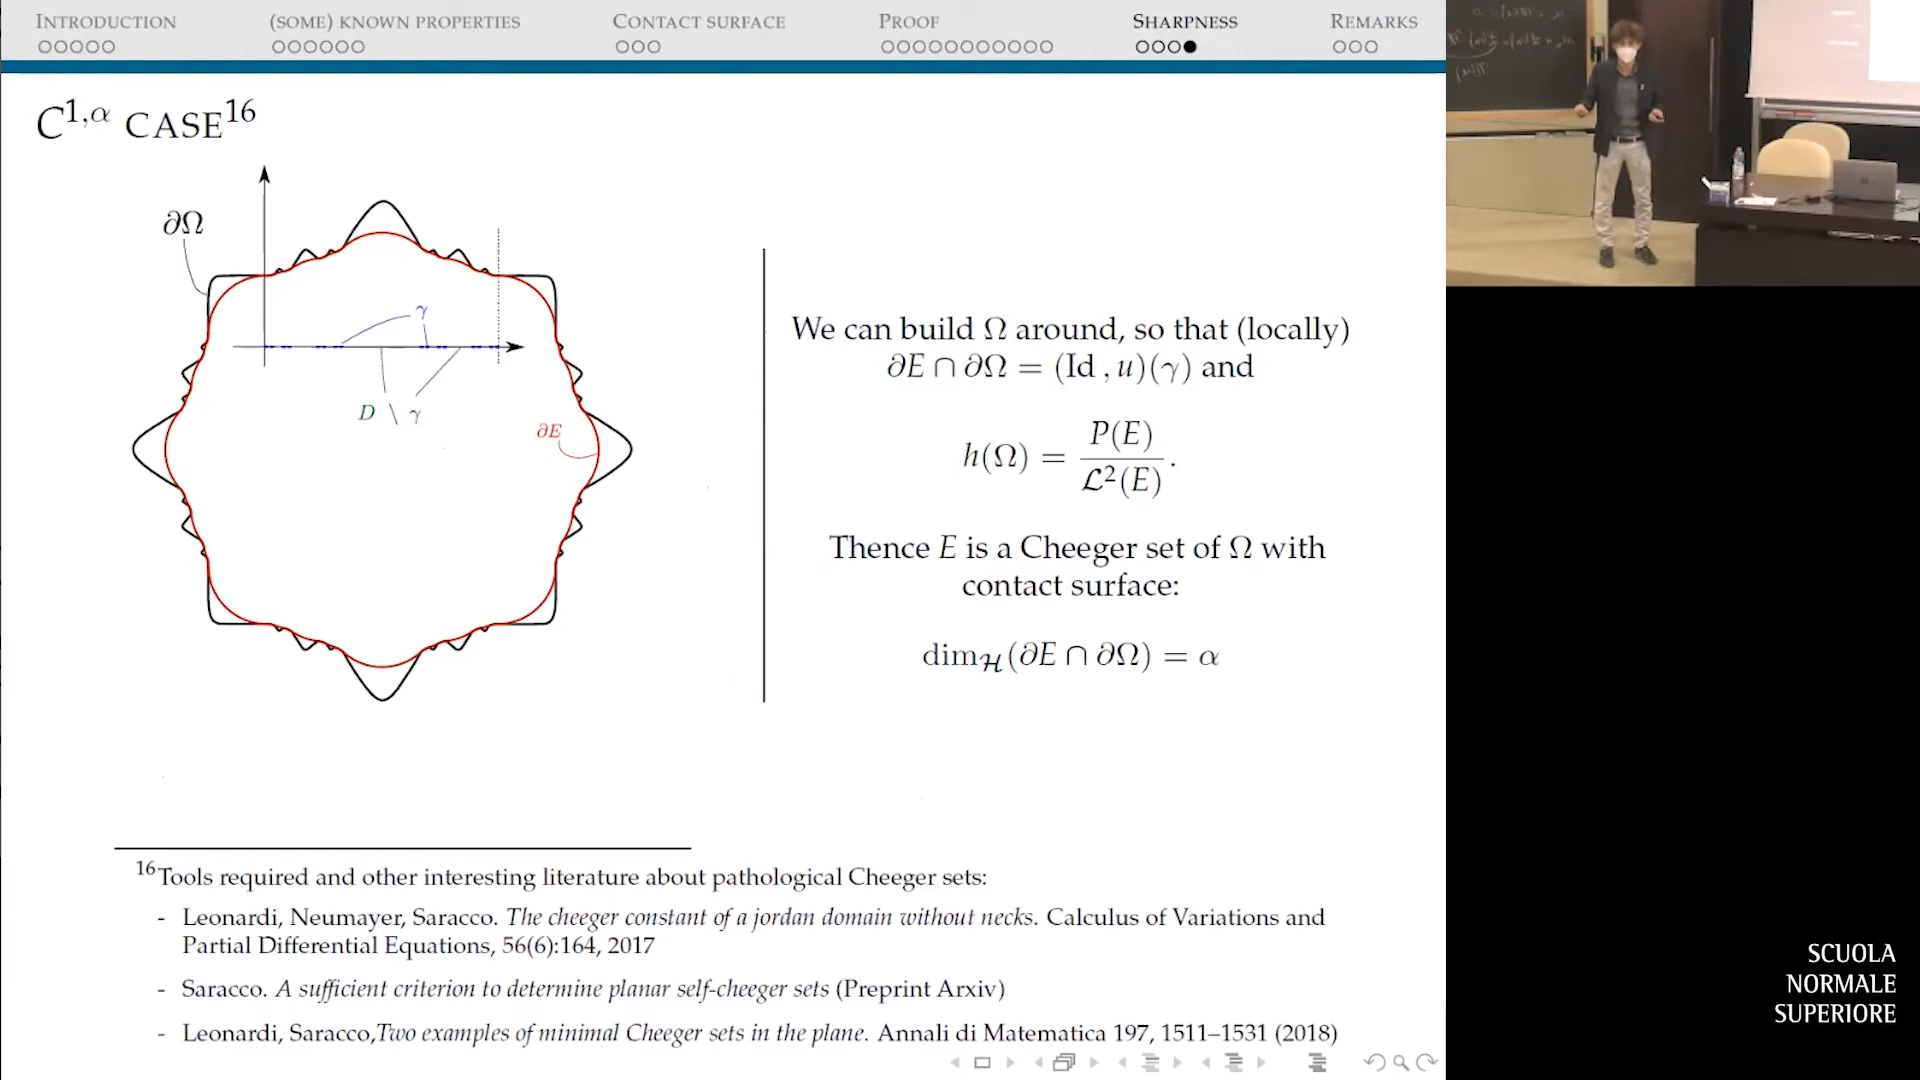 INTRODUCTION (SOME) KNOWN PROPERTIES CONTACT SURFACE PROOF SHARPNESS REMARKS
C^{1,α} CASE^{16}
∂Ω
γ
D \ γ
∂E
We can build Ω around, so that (locally)
∂E ∩ ∂Ω = (Id , u)(γ) and
h(Ω) = P(E) / 𝓛²(E) .
Thence E is a Cheeger set of Ω with
contact surface:
dim_𝓗(∂E ∩ ∂Ω) = α
16 Tools required and other interesting literature about pathological Cheeger sets:
- Leonardi, Neumayer, Saracco. The cheeger constant of a jordan domain without necks. Calculus of Variations and
Partial Differential Equations, 56(6):164, 2017
- Saracco. A sufficient criterion to determine planar self-cheeger sets (Preprint Arxiv)
- Leonardi, Saracco,Two examples of minimal Cheeger sets in the plane. Annali di Matematica 197, 1511–1531 (2018)
SCUOLA
NORMALE
SUPERIORE